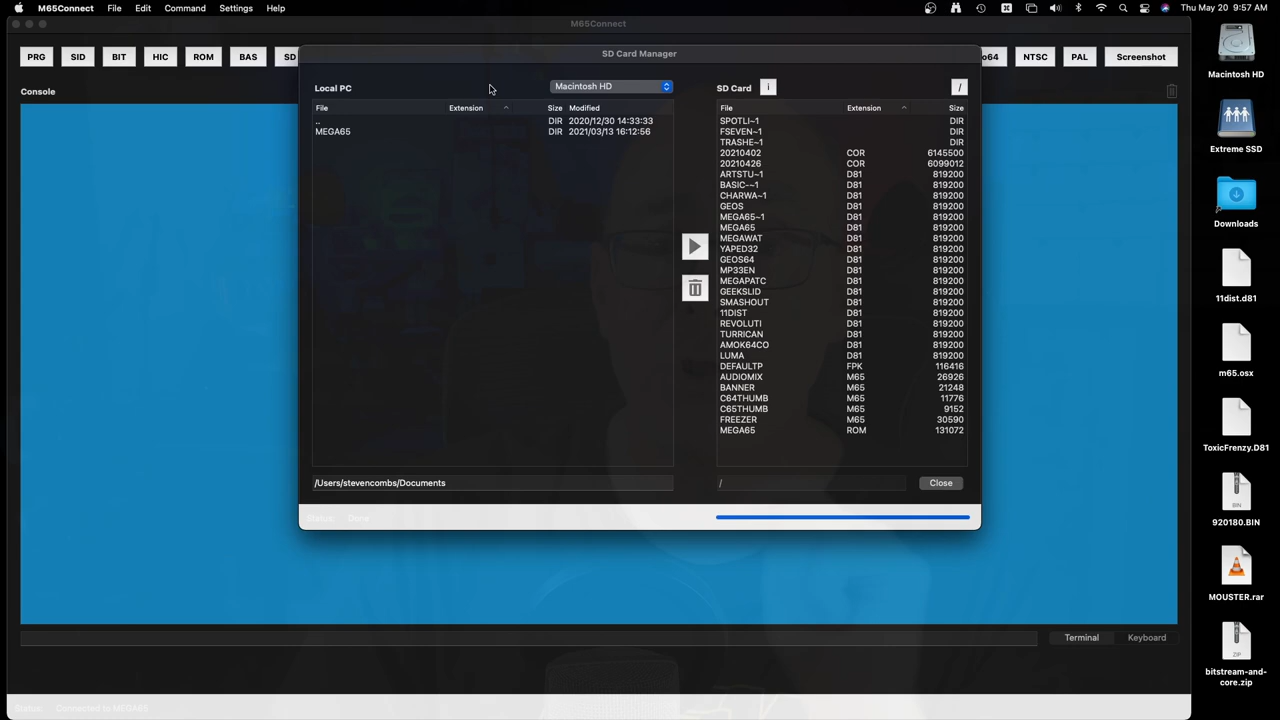 M65Connect File Edit Command Settings Help
Thu May 20 9:57 AM
M65Connect
PRG SID BIT HIC ROM BAS SD
o64 NTSC PAL Screenshot
Console
SD Card Manager
Local PC Macintosh HD
File Extension Size Modified
.. DIR 2020/12/30 14:33:33
MEGA65 DIR 2021/03/13 16:12:56
/Users/stevencombs/Documents
SD Card i /
File Extension Size
SPOTLI~1 DIR
FSEVEN~1 DIR
TRASHE~1 DIR
20210402 COR 6145500
20210426 COR 6099012
ARTSTU~1 D81 819200
BASIC-~1 D81 819200
CHARWA~1 D81 819200
GEOS D81 819200
MEGA65~1 D81 819200
MEGA65 D81 819200
MEGAWAT D81 819200
YAPED32 D81 819200
GEOS64 D81 819200
MP33EN D81 819200
MEGAPATC D81 819200
GEEKSLID D81 819200
SMASHOUT D81 819200
11DIST D81 819200
REVOLUTI D81 819200
TURRICAN D81 819200
AMOK64CO D81 819200
LUMA D81 819200
DEFAULTP FPK 116416
AUDIOMIX M65 26926
BANNER M65 21248
C64THUMB M65 11776
C65THUMB M65 9152
FREEZER M65 30590
MEGA65 ROM 131072
/
Close
Status: Done
Terminal Keyboard
Status: Connected to MEGA65
Macintosh HD
Extreme SSD
Downloads
11dist.d81
m65.osx
ToxicFrenzy.D81
BIN
920180.BIN
MOUSTER.rar
ZIP
bitstream-and-
core.zip